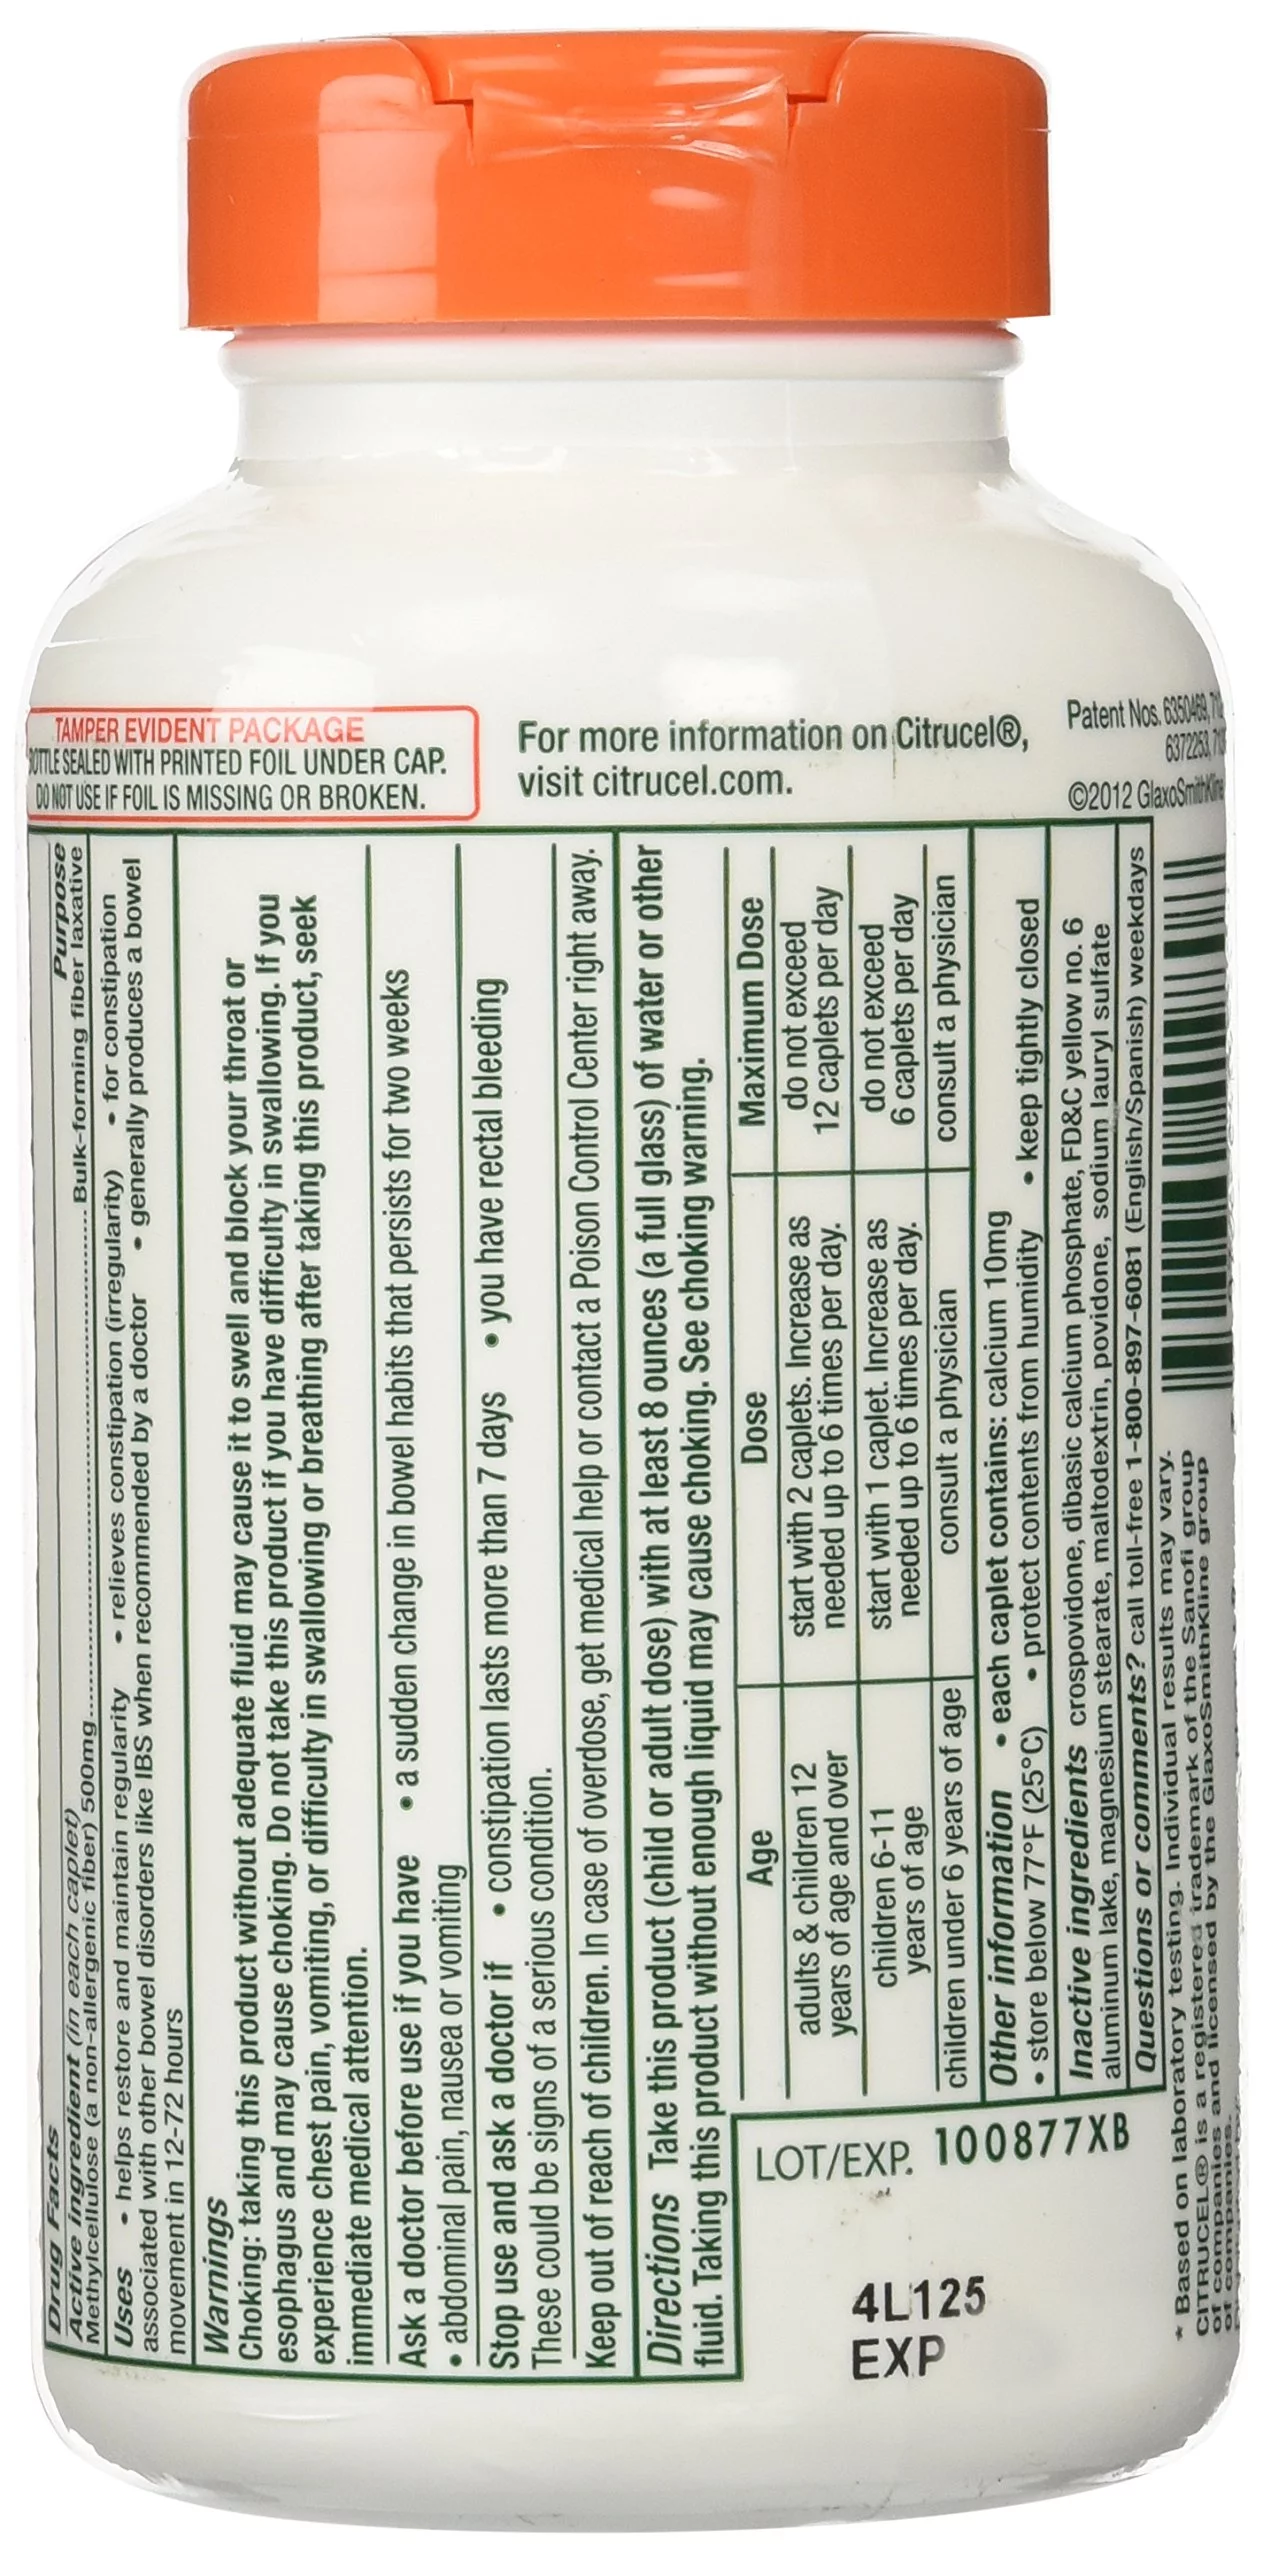 TAMPER EVIDENT PACKAGE
BOTTLE SEALED WITH PRINTED FOIL UNDER CAP.
DO NOT USE IF FOIL IS MISSING OR BROKEN.
For more information on Citrucel®,
visit citrucel.com.
Patent Nos. 6350469,
6372253,
©2012 GlaxoSmithKline
Drug Facts
Active ingredient (in each caplet) Purpose
Methylcellulose (a non-allergenic fiber) 500mg........Bulk-forming fiber laxative
Uses • helps restore and maintain regularity • relieves constipation (irregularity) • for constipation
associated with other bowel disorders like IBS when recommended by a doctor • generally produces a bowel
movement in 12-72 hours
Warnings
Choking: taking this product without adequate fluid may cause it to swell and block your throat or
esophagus and may cause choking. Do not take this product if you have difficulty in swallowing. If you
experience chest pain, vomiting, or difficulty in swallowing or breathing after taking this product, seek
immediate medical attention.
Ask a doctor before use if you have • a sudden change in bowel habits that persists for two weeks
• abdominal pain, nausea or vomiting
Stop use and ask a doctor if • constipation lasts more than 7 days • you have rectal bleeding
These could be signs of a serious condition.
Keep out of reach of children. In case of overdose, get medical help or contact a Poison Control Center right away.
Directions Take this product (child or adult dose) with at least 8 ounces (a full glass) of water or other
fluid. Taking this product without enough liquid may cause choking. See choking warning.
Age Dose Maximum Dose
adults & children 12 start with 2 caplets. Increase as do not exceed
years of age and over needed up to 6 times per day. 12 caplets per day
children 6-11 start with 1 caplet. Increase as do not exceed
years of age needed up to 6 times per day. 6 caplets per day
children under 6 years of age consult a physician consult a physician
Other information • each caplet contains: calcium 10mg
• store below 77°F (25°C) • protect contents from humidity • keep tightly closed
Inactive ingredients crospovidone, dibasic calcium phosphate, FD&C yellow no. 6
aluminum lake, magnesium stearate, maltodextrin, povidone, sodium lauryl sulfate
Questions or comments? call toll-free 1-800-897-6081 (English/Spanish) weekdays
* Based on laboratory testing. Individual results may vary.
CITRUCEL® is a registered trademark of the Sanofi group
of companies and licensed by the GlaxoSmithKline group
of companies.
LOT/EXP. 100877XB
4L125
EXP